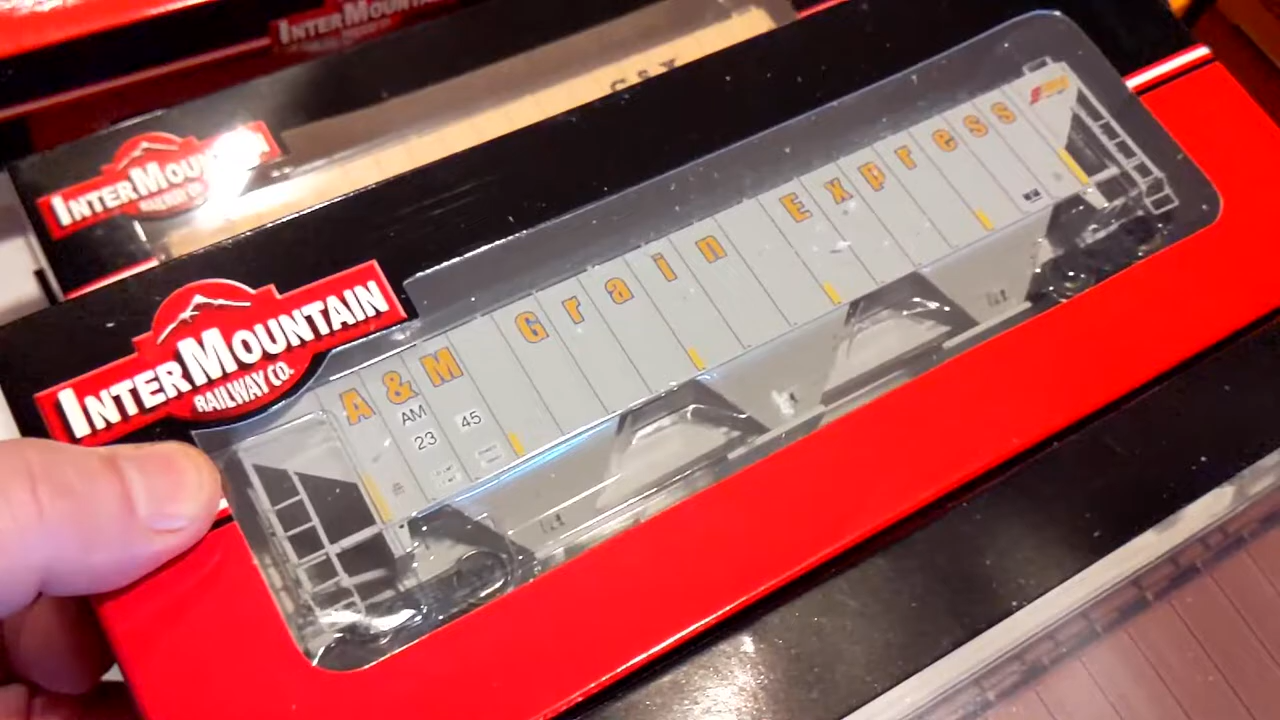 INTERMOUNTAIN
INTERMOUNTAIN
RAILWAY CO.
INTERMOUNTAIN
RAILWAY CO.
A&M Grain Express
AM
23 45